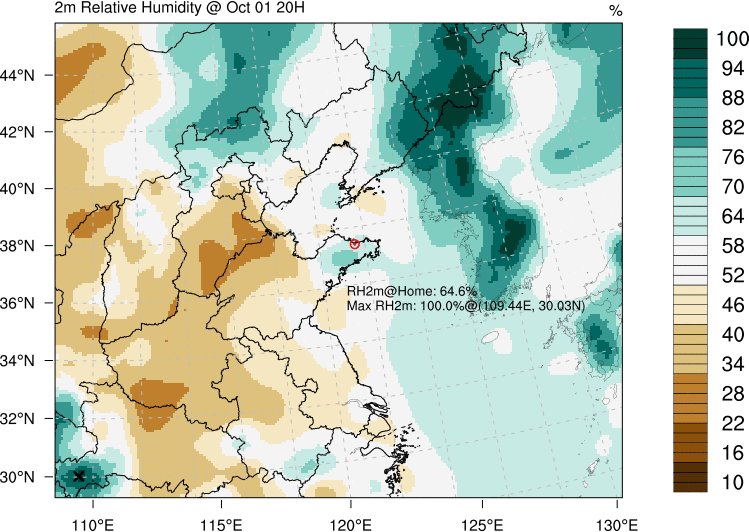 2m Relative Humidity @ Oct 01 20H
%
44°N
42°N
40°N
38°N
36°N
34°N
32°N
30°N
110°E
115°E
120°E
125°E
130°E
RH2m@Home: 64.6%
Max RH2m: 100.0%@(109.44E, 30.03N)
100
94
88
82
76
70
64
58
52
46
40
34
28
22
16
10